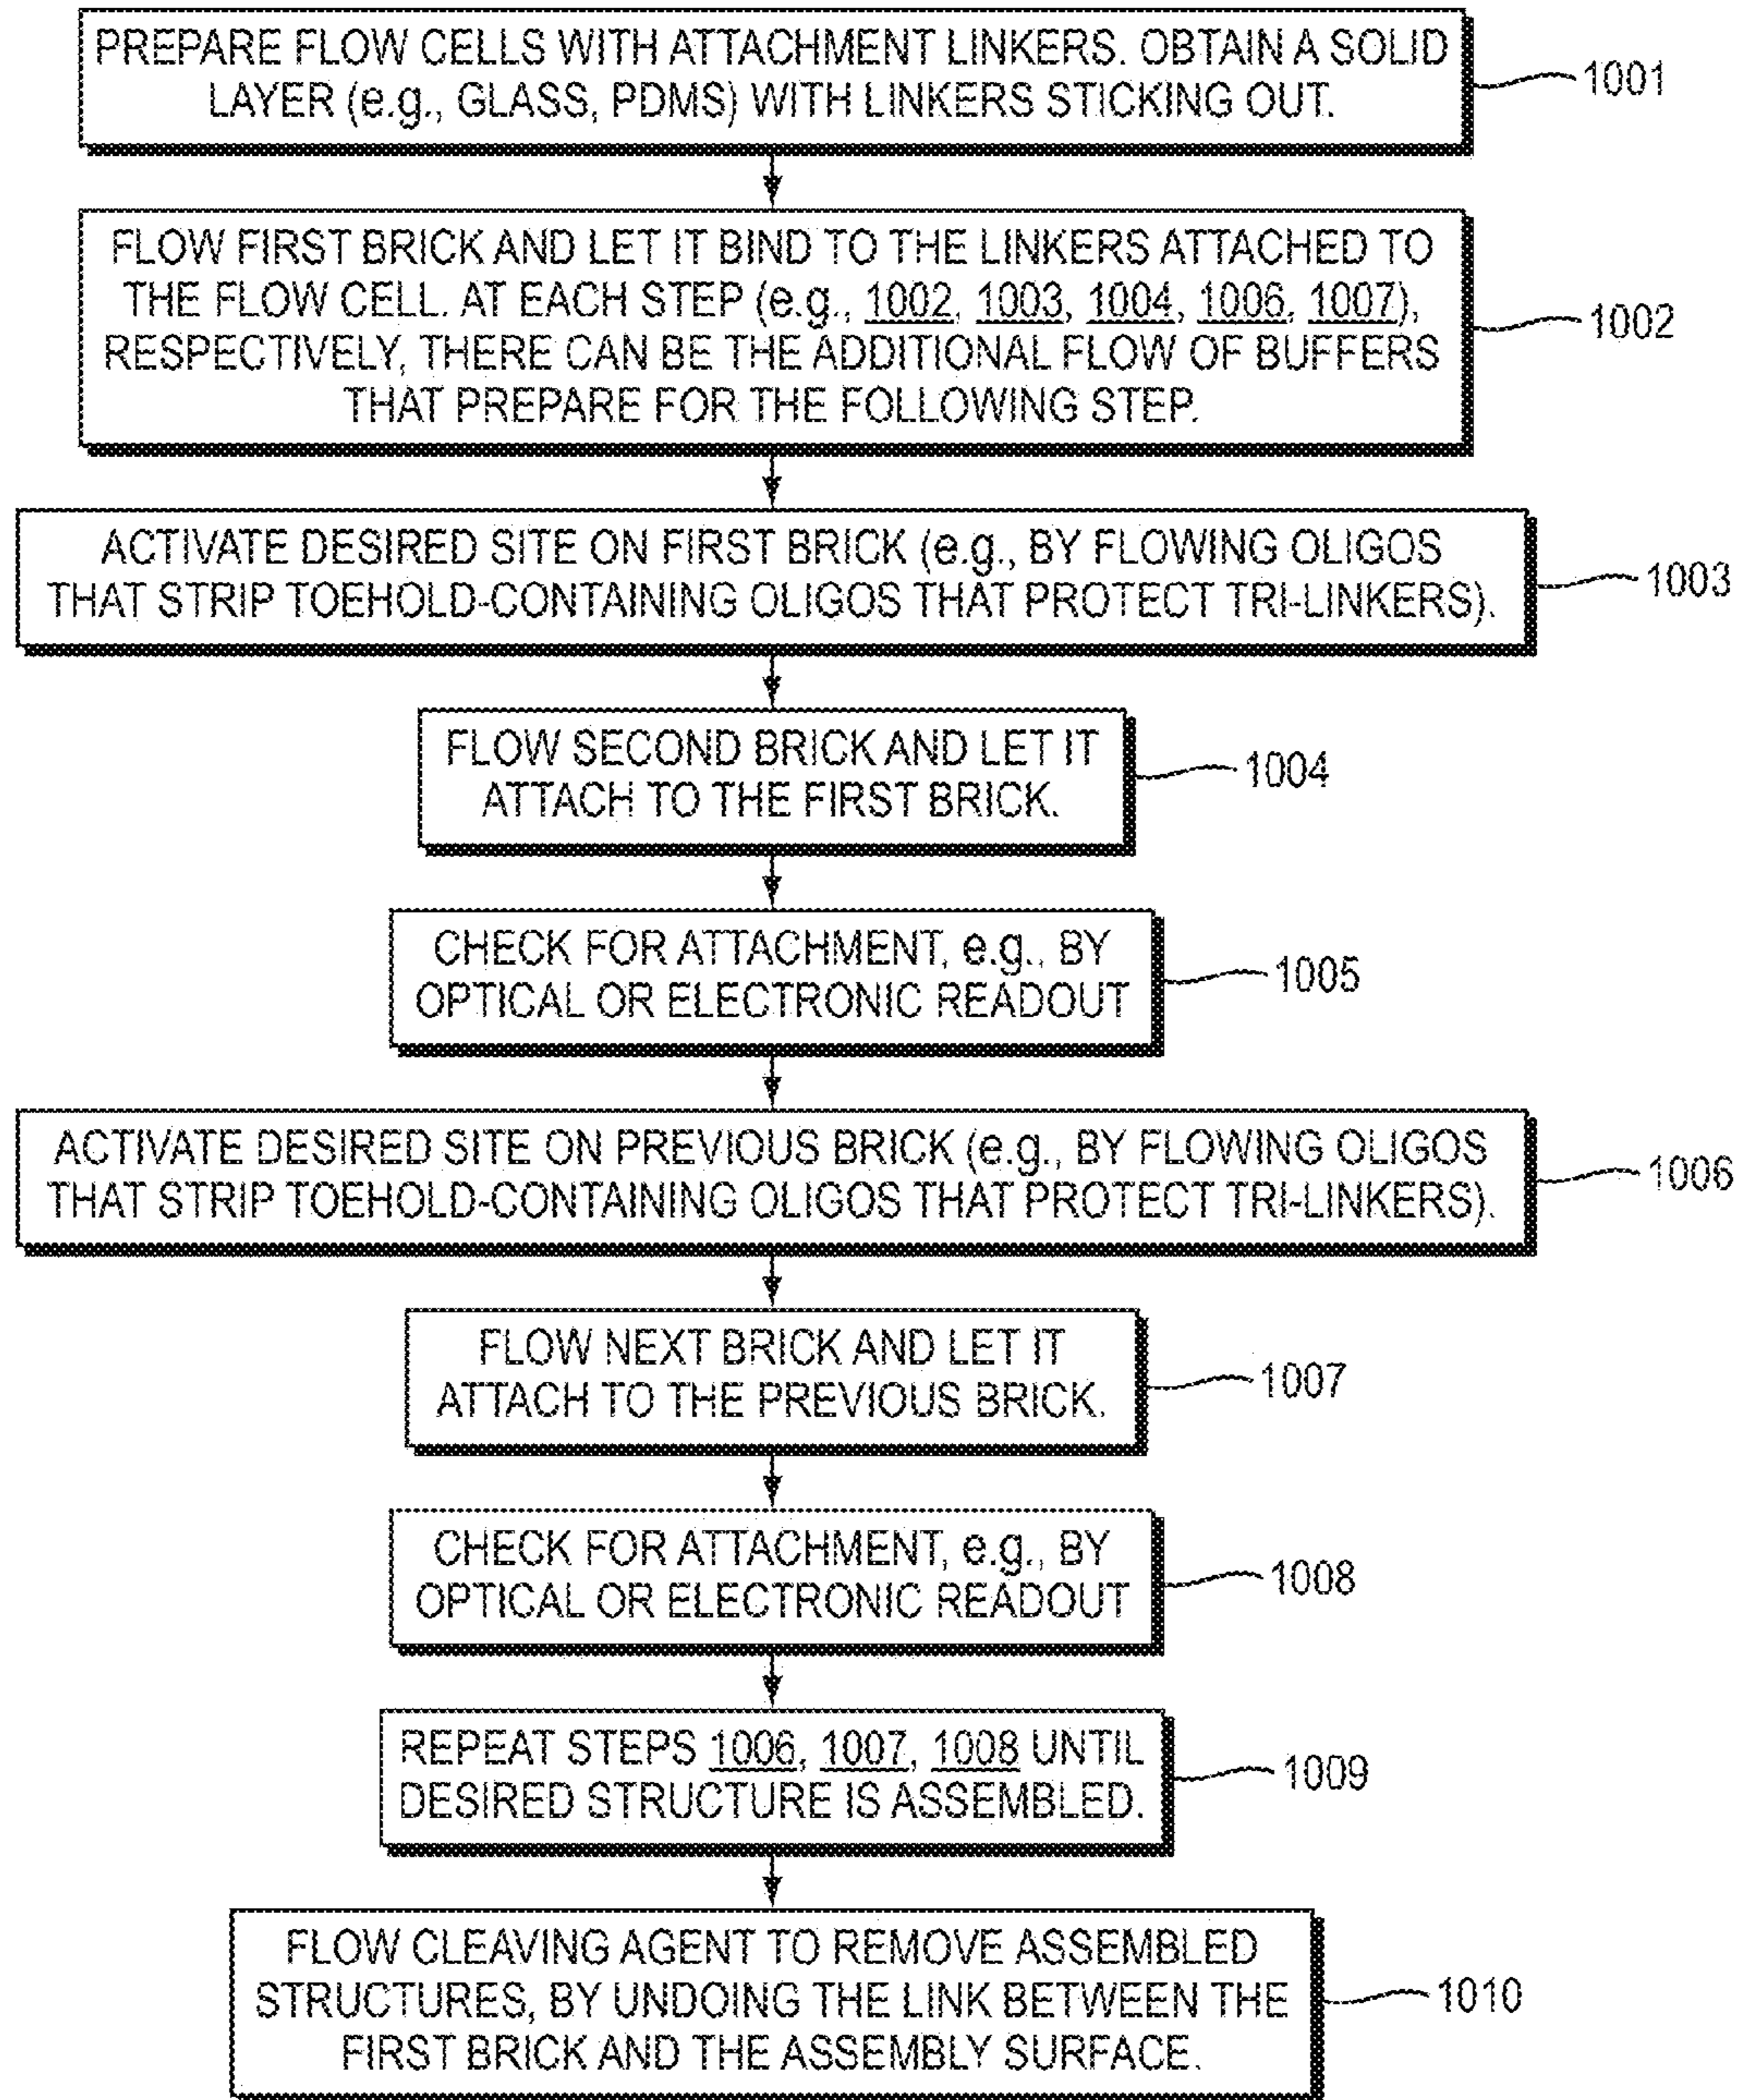 PREPARE FLOW CELLS WITH ATTACHMENT LINKERS. OBTAIN A SOLID
LAYER (e.g., GLASS, PDMS) WITH LINKERS STICKING OUT.
1001
FLOW FIRST BRICK AND LET IT BIND TO THE LINKERS ATTACHED TO
THE FLOW CELL. AT EACH STEP (e.g., 1002, 1003, 1004, 1006, 1007),
RESPECTIVELY, THERE CAN BE THE ADDITIONAL FLOW OF BUFFERS
THAT PREPARE FOR THE FOLLOWING STEP.
1002
ACTIVATE DESIRED SITE ON FIRST BRICK (e.g., BY FLOWING OLIGOS
THAT STRIP TOEHOLD-CONTAINING OLIGOS THAT PROTECT TRI-LINKERS).
1003
FLOW SECOND BRICK AND LET IT
ATTACH TO THE FIRST BRICK.
1004
CHECK FOR ATTACHMENT, e.g., BY
OPTICAL OR ELECTRONIC READOUT
1005
ACTIVATE DESIRED SITE ON PREVIOUS BRICK (e.g., BY FLOWING OLIGOS
THAT STRIP TOEHOLD-CONTAINING OLIGOS THAT PROTECT TRI-LINKERS).
1006
FLOW NEXT BRICK AND LET IT
ATTACH TO THE PREVIOUS BRICK.
1007
CHECK FOR ATTACHMENT, e.g., BY
OPTICAL OR ELECTRONIC READOUT
1008
REPEAT STEPS 1006, 1007, 1008 UNTIL
DESIRED STRUCTURE IS ASSEMBLED.
1009
FLOW CLEAVING AGENT TO REMOVE ASSEMBLED
STRUCTURES, BY UNDOING THE LINK BETWEEN THE
FIRST BRICK AND THE ASSEMBLY SURFACE.
1010